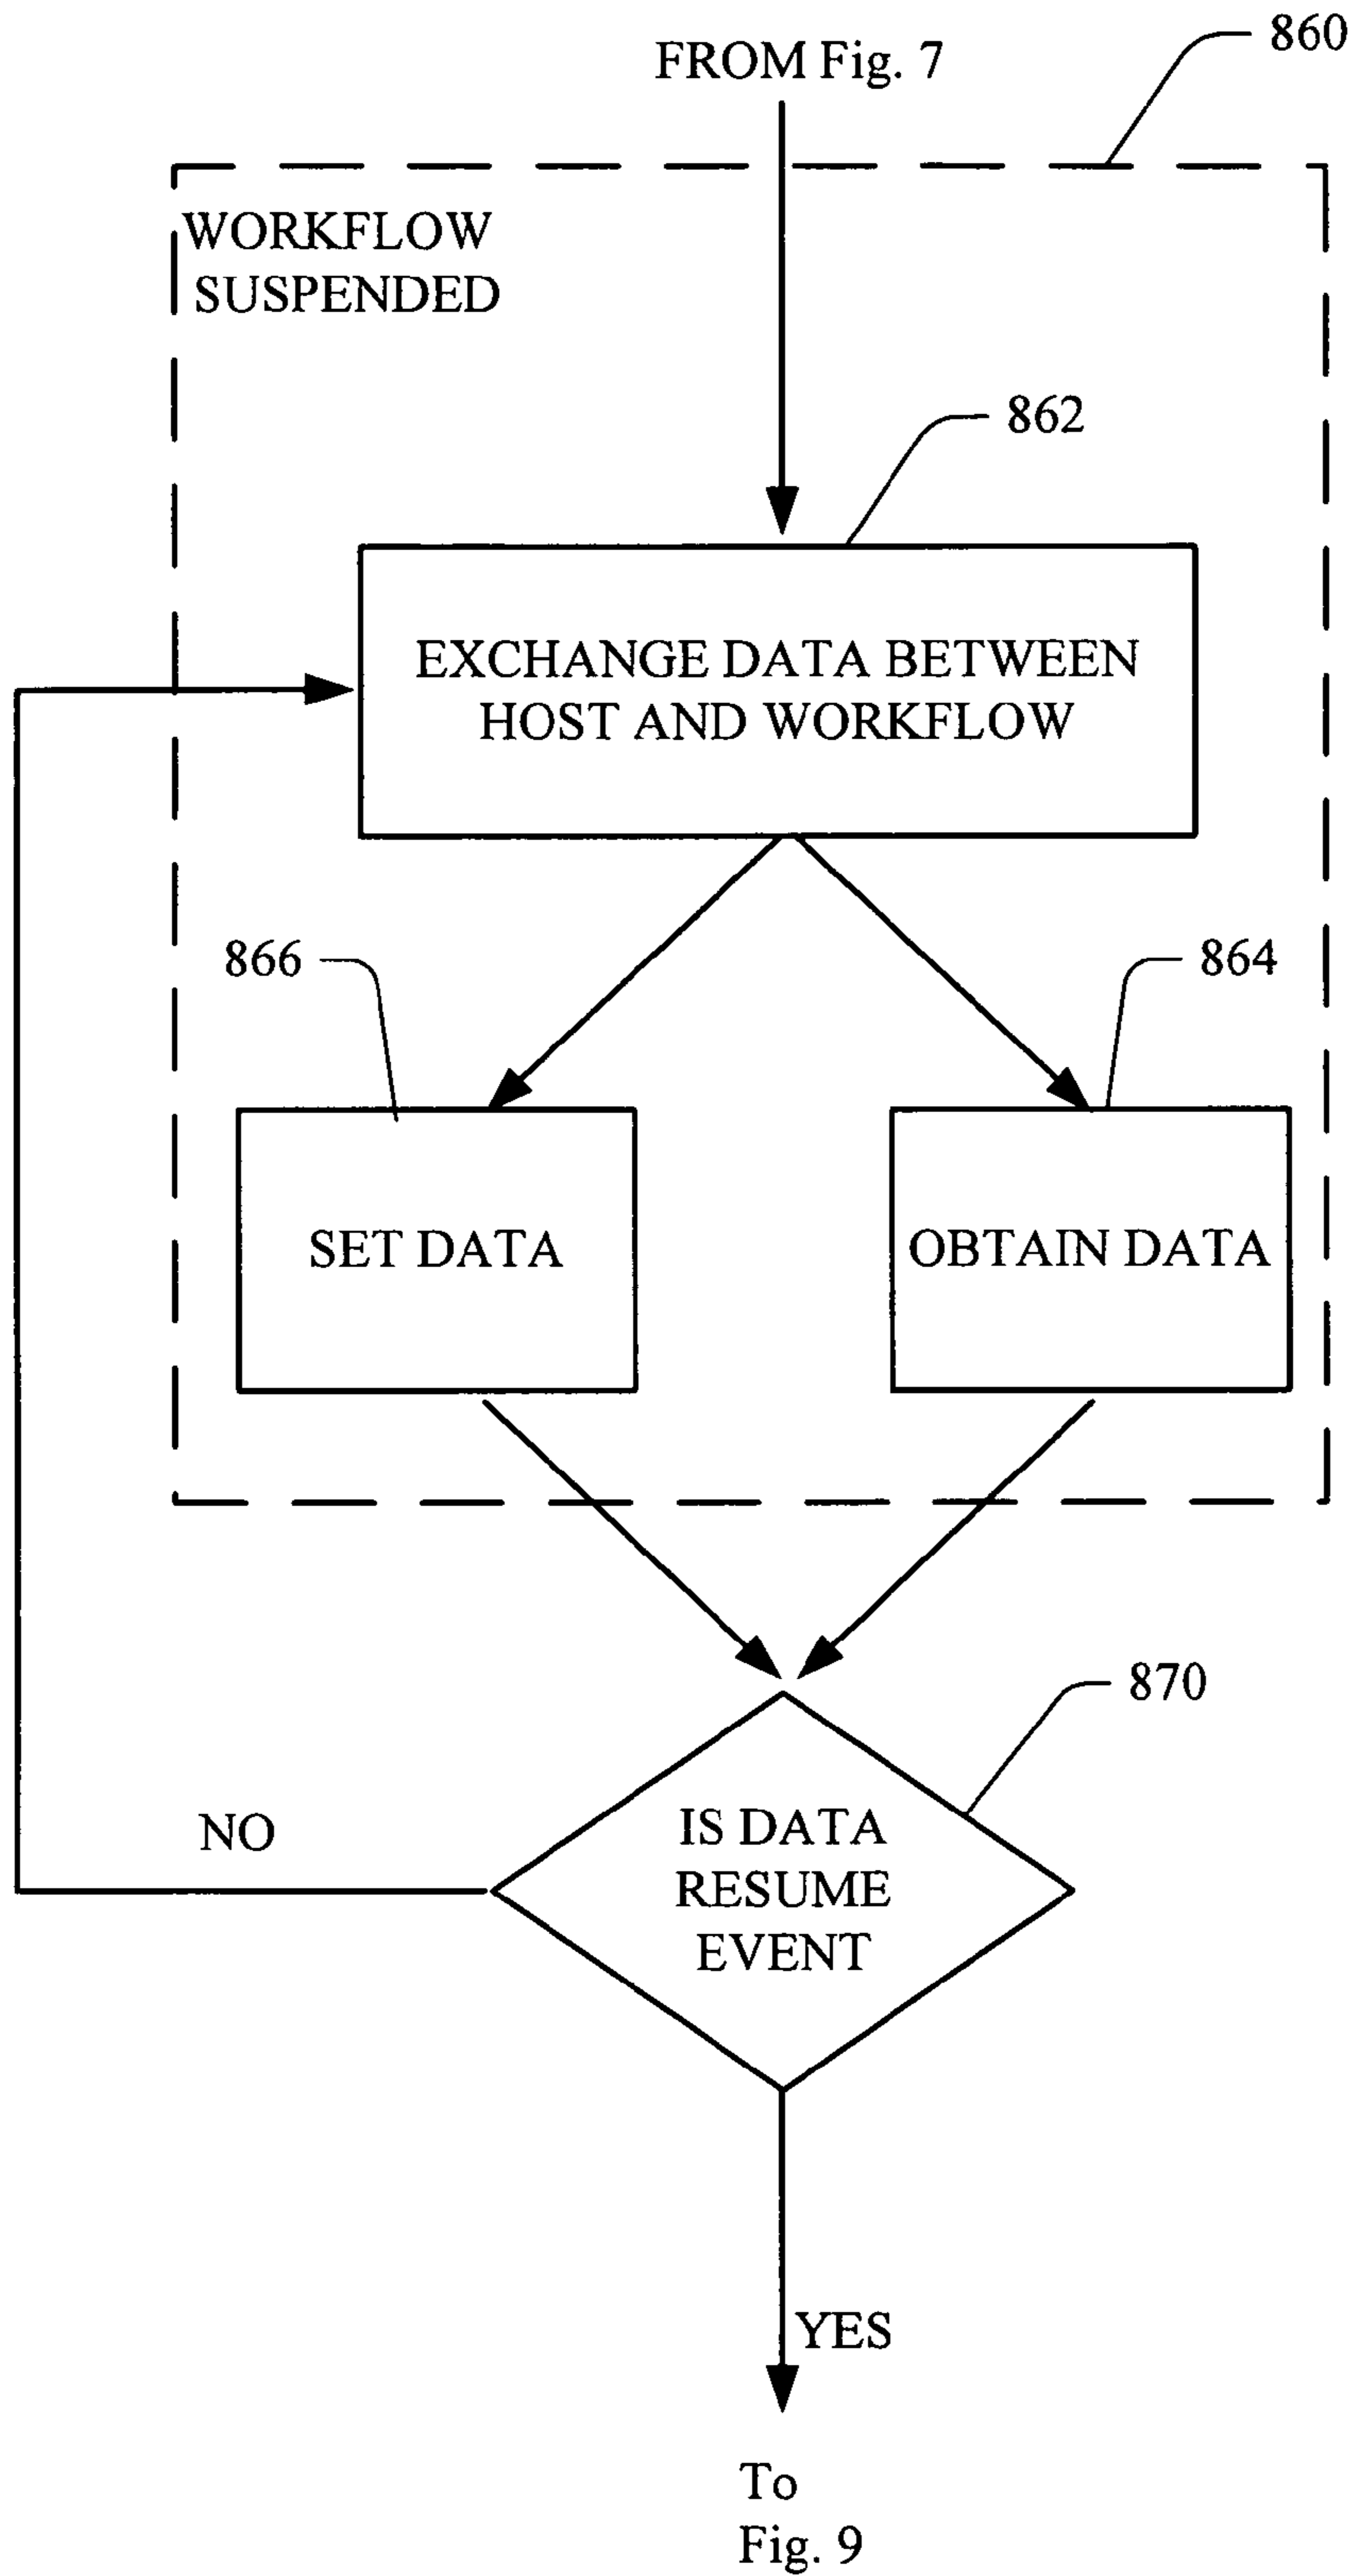 860
FROM Fig. 7
WORKFLOW
SUSPENDED
862
EXCHANGE DATA BETWEEN
HOST AND WORKFLOW
866
864
SET DATA
OBTAIN DATA
870
IS DATA
RESUME
EVENT
NO
YES
To
Fig. 9